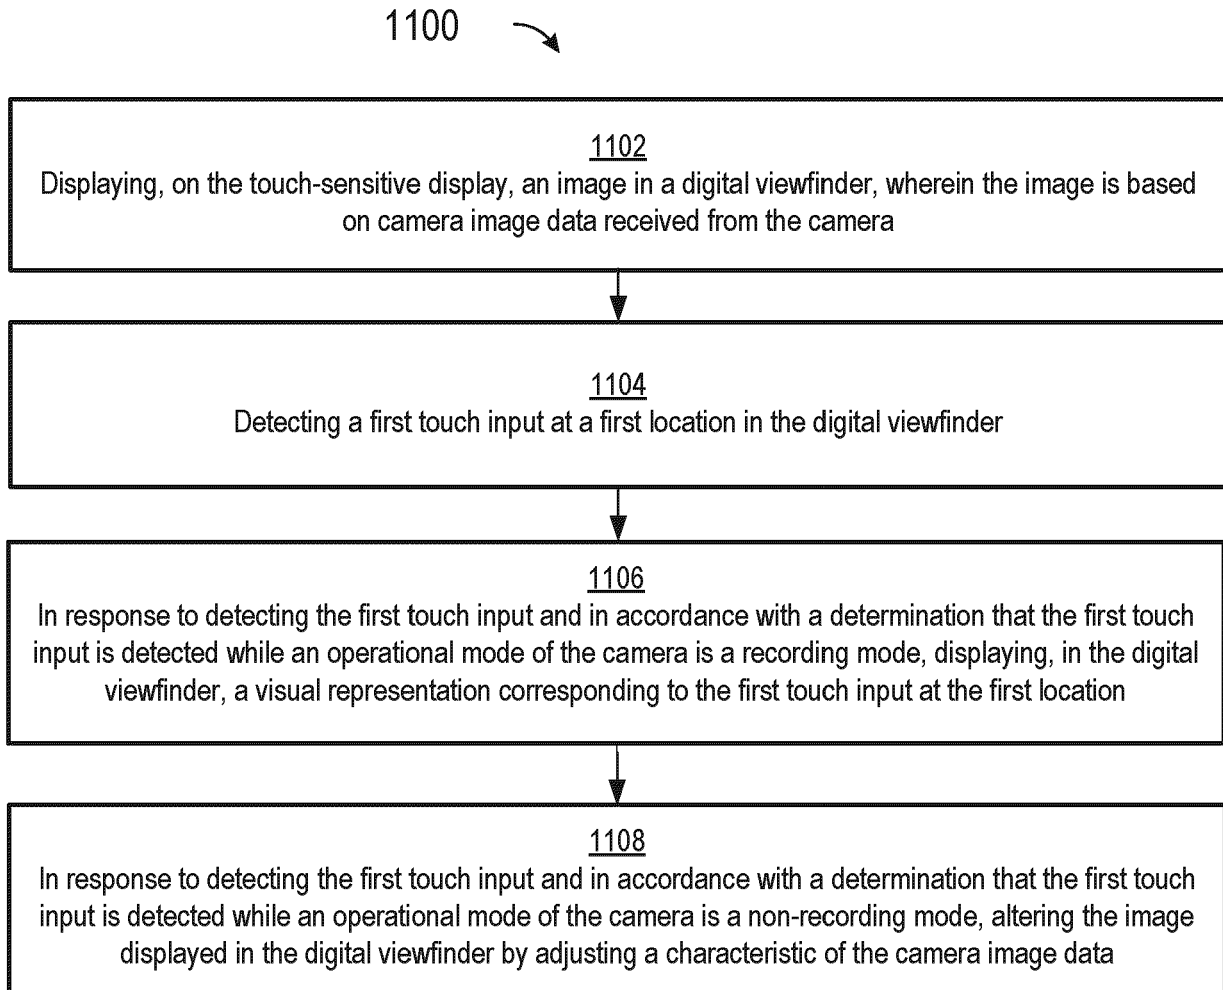 1100
1102
Displaying, on the touch-sensitive display, an image in a digital viewfinder, wherein the image is based
on camera image data received from the camera
1104
Detecting a first touch input at a first location in the digital viewfinder
1106
In response to detecting the first touch input and in accordance with a determination that the first touch
input is detected while an operational mode of the camera is a recording mode, displaying, in the digital
viewfinder, a visual representation corresponding to the first touch input at the first location
1108
In response to detecting the first touch input and in accordance with a determination that the first touch
input is detected while an operational mode of the camera is a non-recording mode, altering the image
displayed in the digital viewfinder by adjusting a characteristic of the camera image data